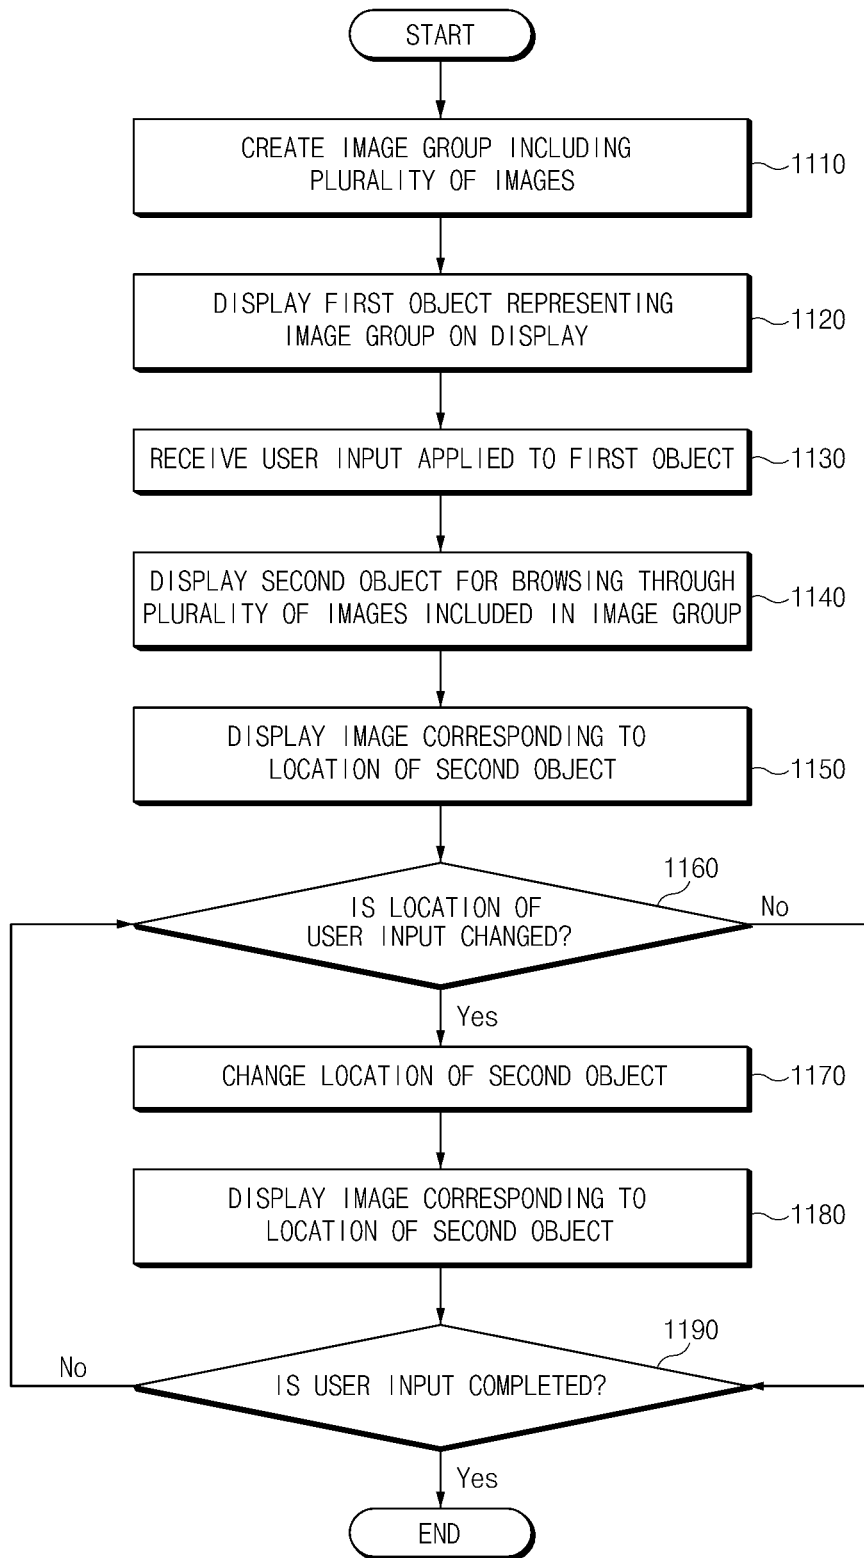 START
CREATE IMAGE GROUP INCLUDING
PLURALITY OF IMAGES
1110
DISPLAY FIRST OBJECT REPRESENTING
IMAGE GROUP ON DISPLAY
1120
RECEIVE USER INPUT APPLIED TO FIRST OBJECT
1130
DISPLAY SECOND OBJECT FOR BROWSING THROUGH
PLURALITY OF IMAGES INCLUDED IN IMAGE GROUP
1140
DISPLAY IMAGE CORRESPONDING TO
LOCATION OF SECOND OBJECT
1150
1160
IS LOCATION OF
USER INPUT CHANGED?
No
Yes
CHANGE LOCATION OF SECOND OBJECT
1170
DISPLAY IMAGE CORRESPONDING TO
LOCATION OF SECOND OBJECT
1180
1190
No
IS USER INPUT COMPLETED?
Yes
END